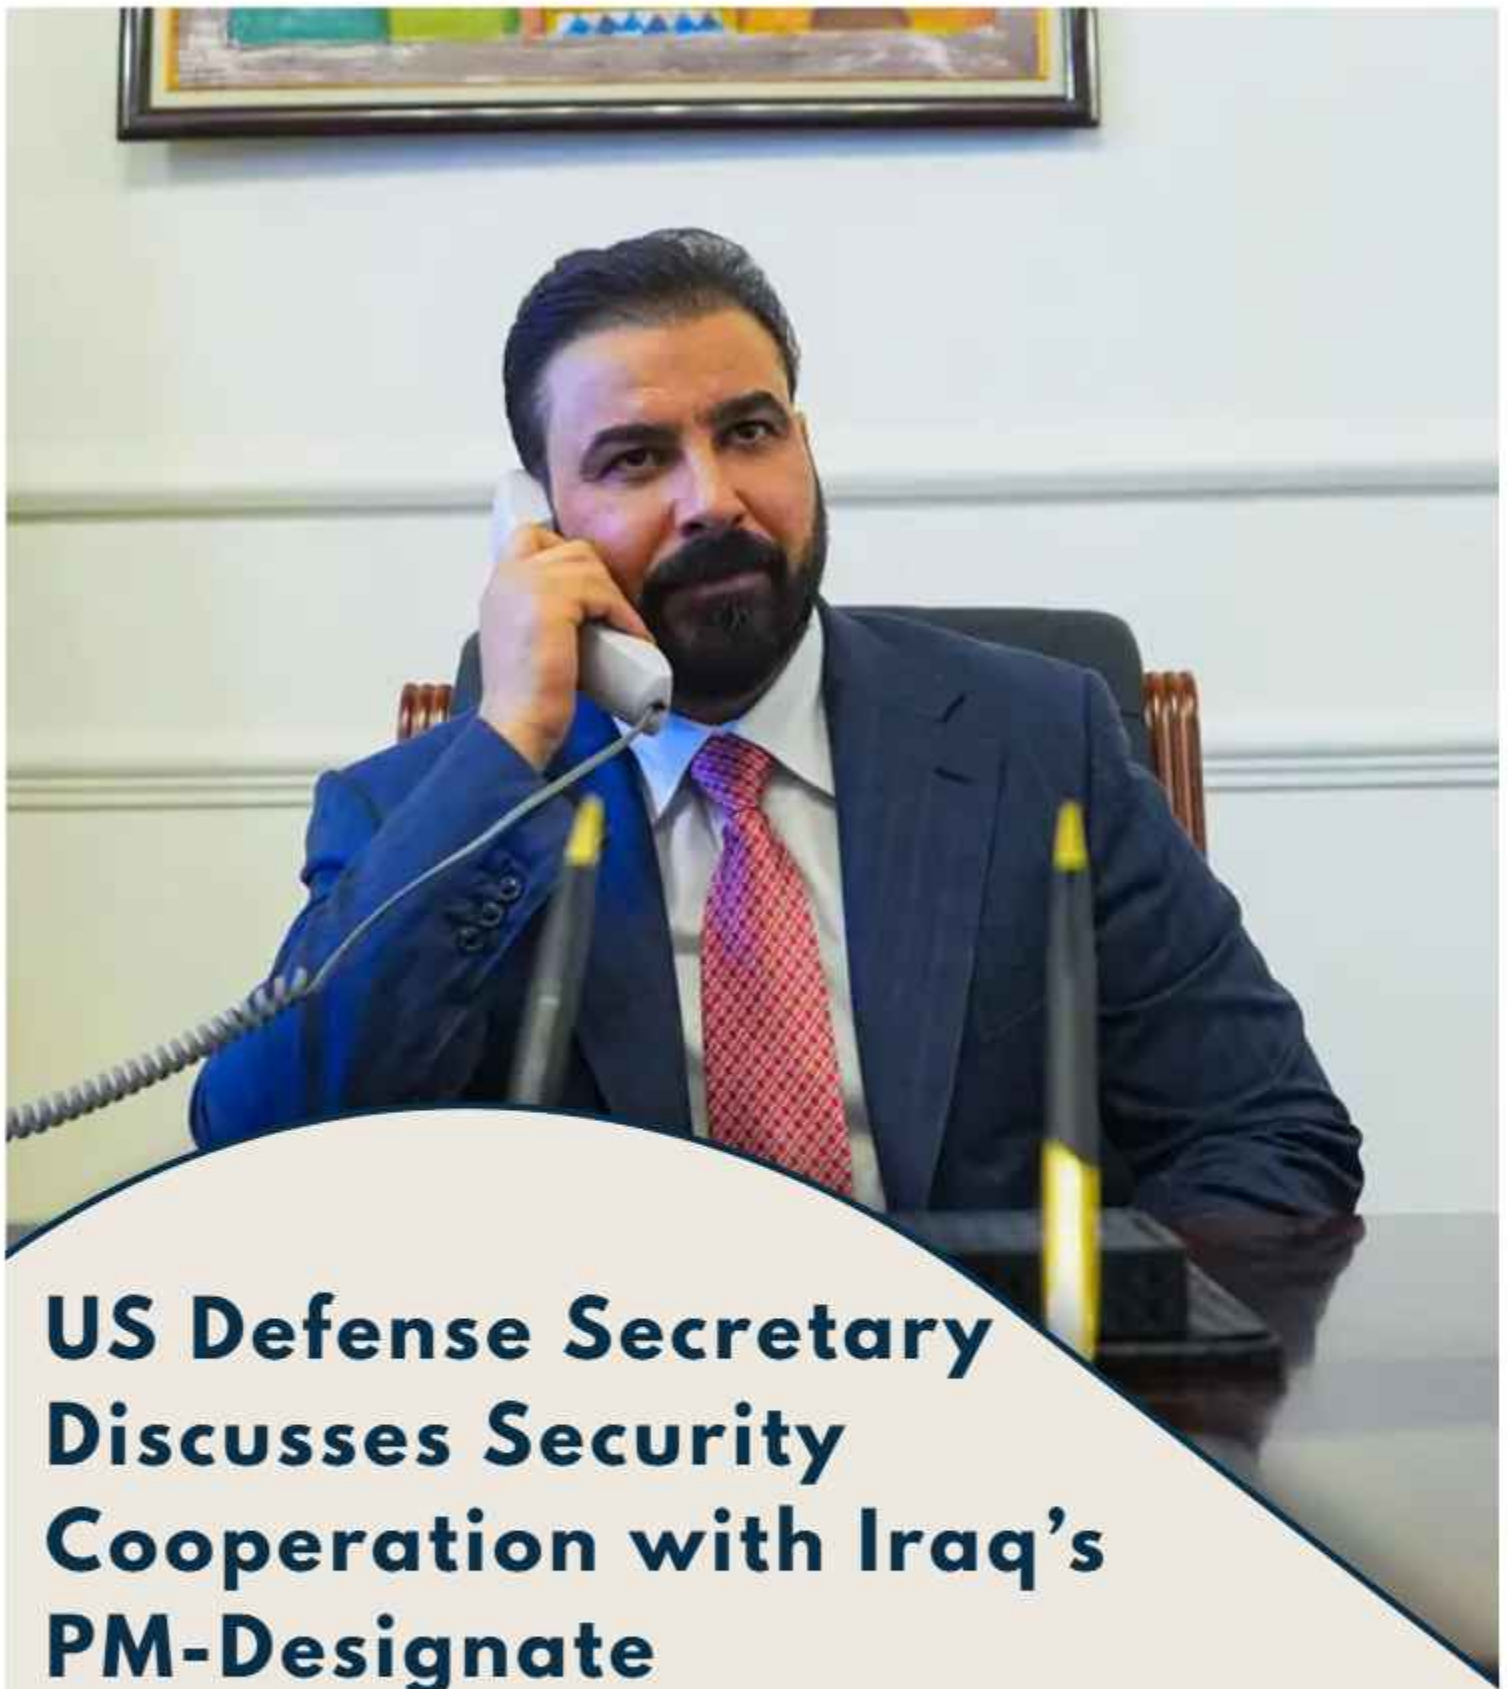 US Defense Secretary
Discusses Security
Cooperation with Iraq’s
PM-Designate